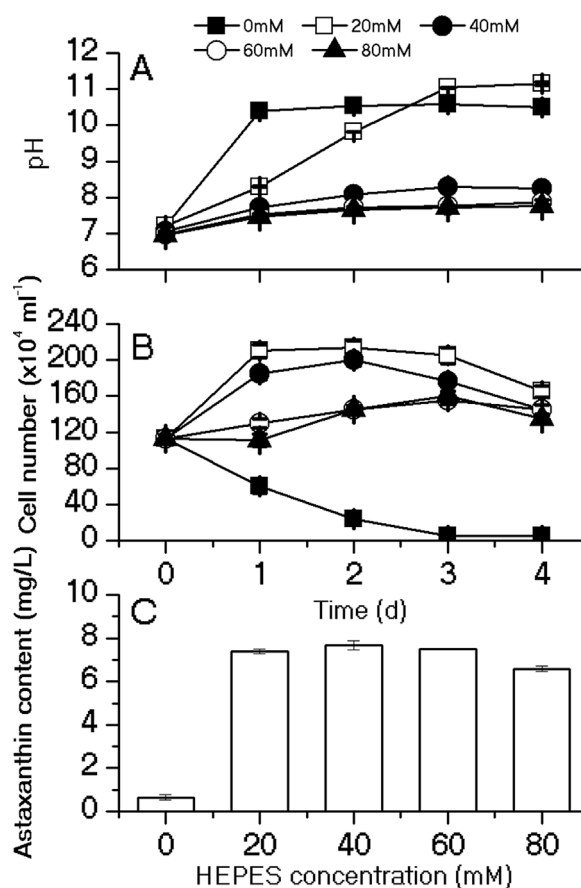 0mM 20mM 40mM
60mM 80mM
A
pH
12
11
10
9
8
7
6
B
Cell number (x10⁴ ml⁻¹)
240
200
160
120
80
40
0
0 1 2 3 4
Time (d)
C
Astaxanthin content (mg/L)
10
8
6
4
2
0
0 20 40 60 80
HEPES concentration (mM)